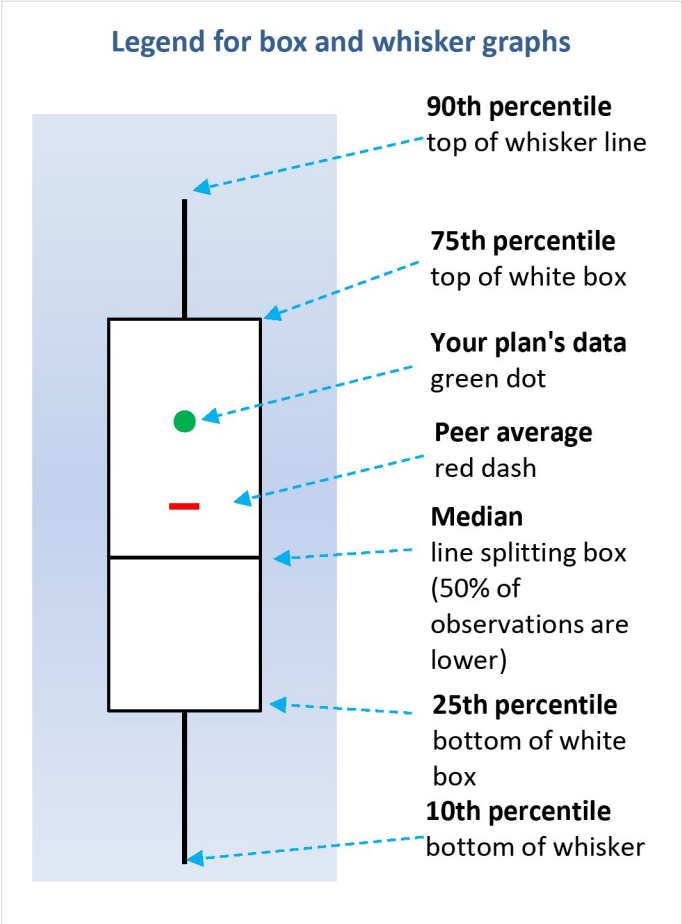 Legend for box and whisker graphs
90th percentile
top of whisker line
75th percentile
top of white box
Your plan's data
green dot
Peer average
red dash
Median
line splitting box
(50% of
observations are
lower)
25th percentile
bottom of white
box
10th percentile
bottom of whisker